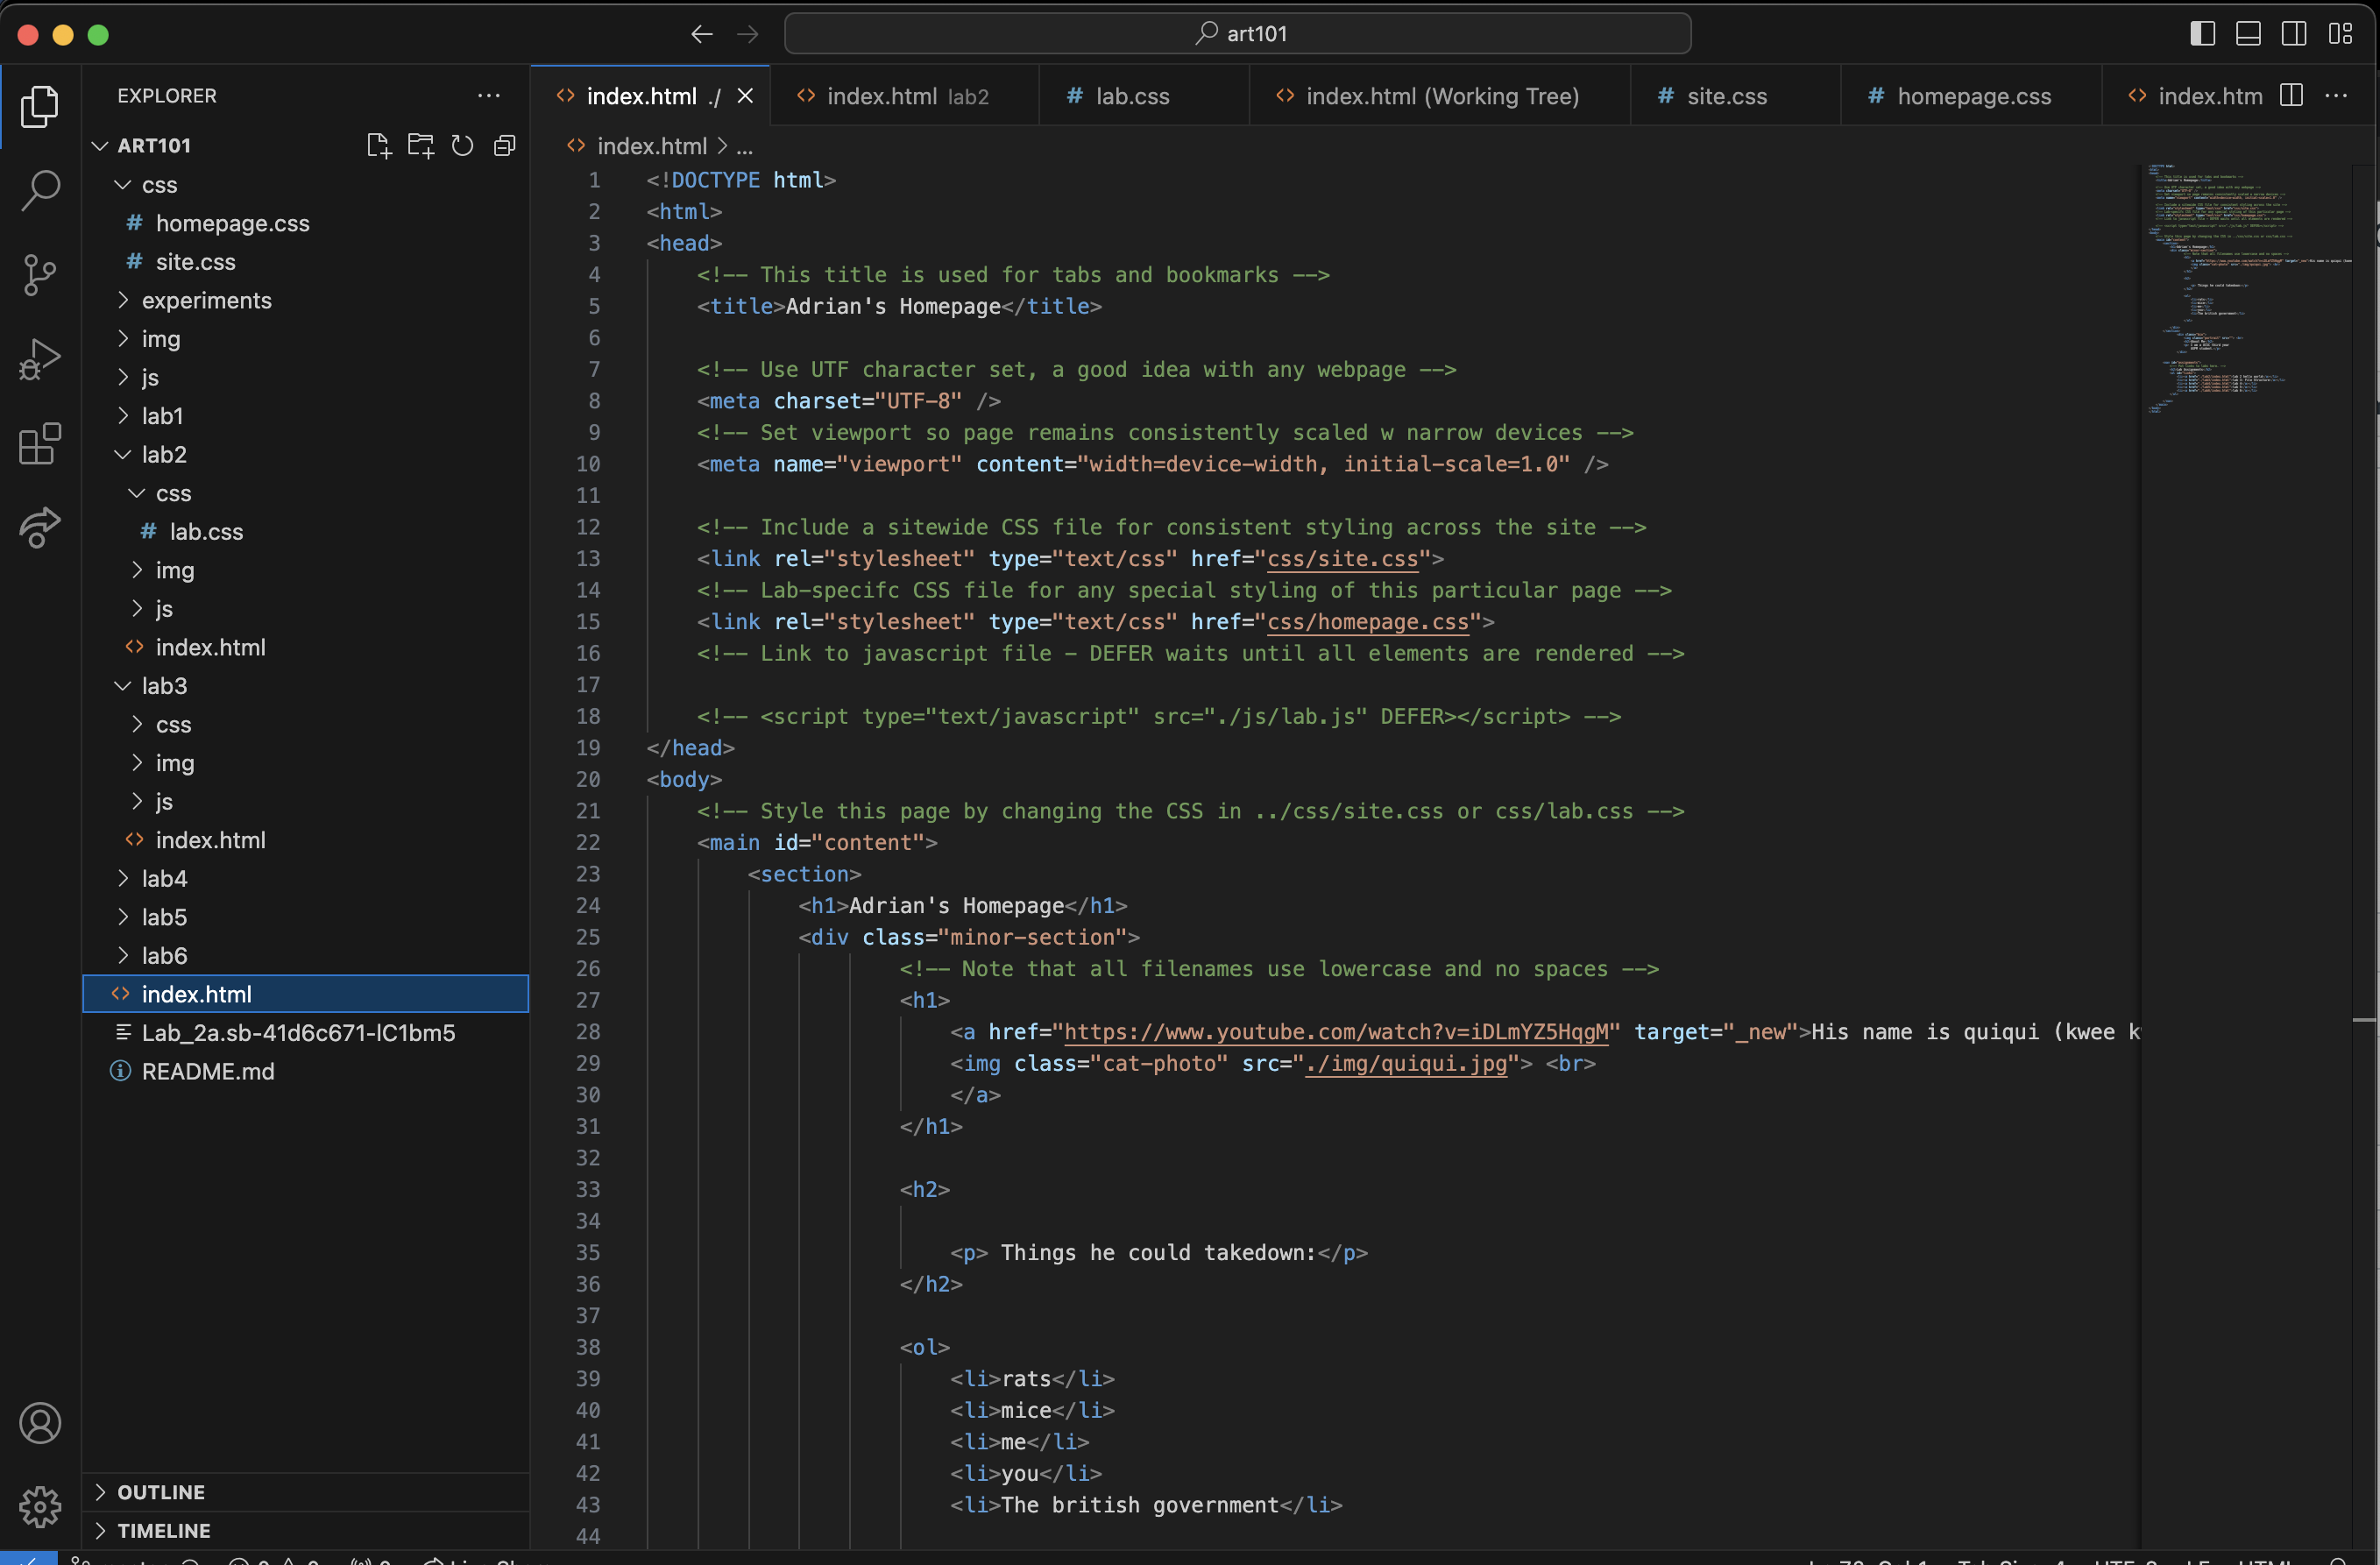 art101
EXPLORER
ART101
css
homepage.css
site.css
experiments
img
js
lab1
lab2
css
lab.css
img
js
index.html
lab3
css
img
js
index.html
lab4
lab5
lab6
index.html
Lab_2a.sb-41d6c671-lC1bm5
README.md
OUTLINE
TIMELINE
index.html ./
index.html lab2
lab.css
index.html (Working Tree)
site.css
homepage.css
index.htm
index.html > ...
1 <!DOCTYPE html>
2 <html>
3 <head>
4 <!-- This title is used for tabs and bookmarks -->
5 <title>Adrian's Homepage</title>
6
7 <!-- Use UTF character set, a good idea with any webpage -->
8 <meta charset="UTF-8" />
9 <!-- Set viewport so page remains consistently scaled w narrow devices -->
10 <meta name="viewport" content="width=device-width, initial-scale=1.0" />
11
12 <!-- Include a sitewide CSS file for consistent styling across the site -->
13 <link rel="stylesheet" type="text/css" href="css/site.css">
14 <!-- Lab-specifc CSS file for any special styling of this particular page -->
15 <link rel="stylesheet" type="text/css" href="css/homepage.css">
16 <!-- Link to javascript file - DEFER waits until all elements are rendered -->
17
18 <!-- <script type="text/javascript" src="./js/lab.js" DEFER></script> -->
19 </head>
20 <body>
21 <!-- Style this page by changing the CSS in ../css/site.css or css/lab.css -->
22 <main id="content">
23 <section>
24 <h1>Adrian's Homepage</h1>
25 <div class="minor-section">
26 <!-- Note that all filenames use lowercase and no spaces -->
27 <h1>
28 <a href="https://www.youtube.com/watch?v=iDLmYZ5HqgM" target="_new">His name is quiqui (kwee k
29 <img class="cat-photo" src="./img/quiqui.jpg"> <br>
30 </a>
31 </h1>
32
33 <h2>
34
35 <p> Things he could takedown:</p>
36 </h2>
37
38 <ol>
39 <li>rats</li>
40 <li>mice</li>
41 <li>me</li>
42 <li>you</li>
43 <li>The british government</li>
44